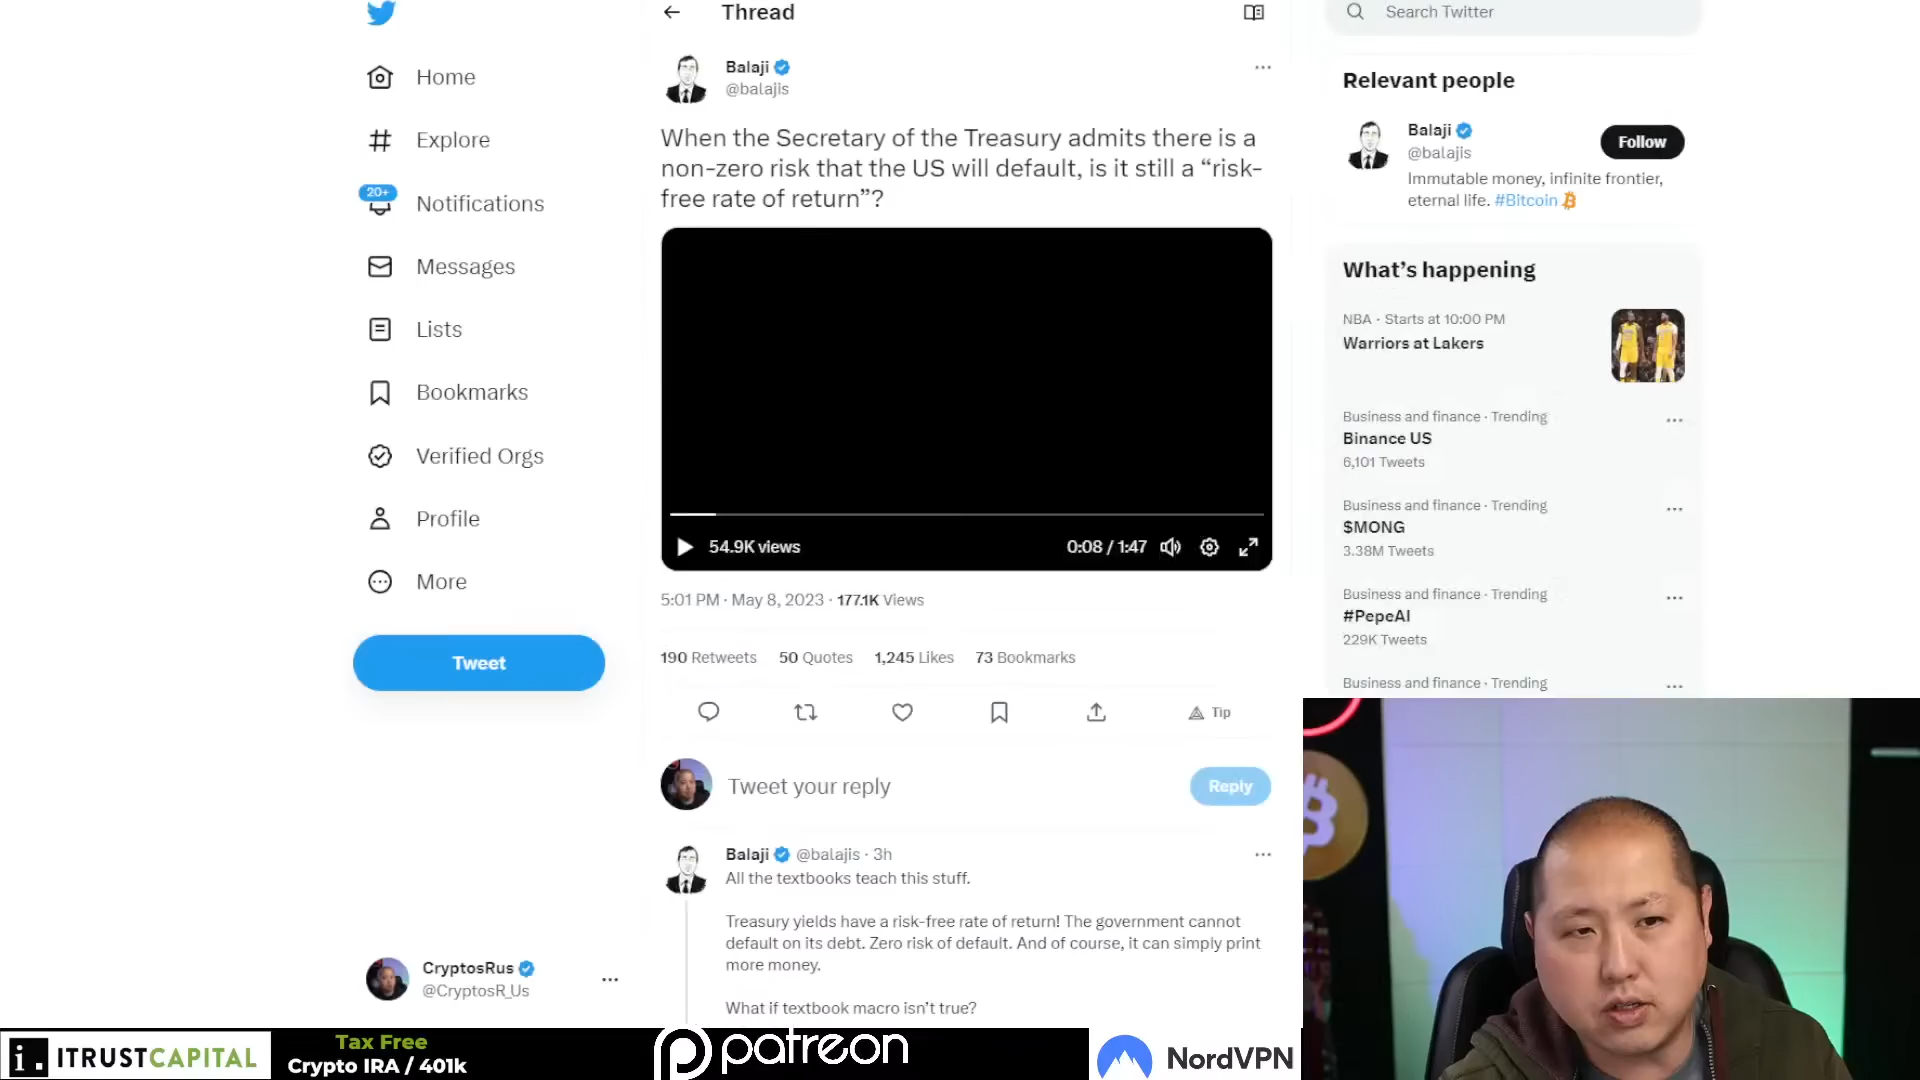 Home
Explore
20+
Notifications
Messages
Lists
Bookmarks
Verified Orgs
Profile
More
Tweet
CryptosRus
@CryptosR_Us
Thread
Balaji
@balajis
When the Secretary of the Treasury admits there is a
non-zero risk that the US will default, is it still a “risk-
free rate of return”?
54.9K views
0:08 / 1:47
5:01 PM · May 8, 2023 · 177.1K Views
190 Retweets 50 Quotes 1,245 Likes 73 Bookmarks
Tip
Tweet your reply
Reply
Balaji @balajis · 3h
All the textbooks teach this stuff.
Treasury yields have a risk-free rate of return! The government cannot
default on its debt. Zero risk of default. And of course, it can simply print
more money.
What if textbook macro isn’t true?
Search Twitter
Relevant people
Balaji
@balajis
Follow
Immutable money, infinite frontier,
eternal life. #Bitcoin
What’s happening
NBA · Starts at 10:00 PM
Warriors at Lakers
Business and finance · Trending
Binance US
6,101 Tweets
Business and finance · Trending
$MONG
3.38M Tweets
Business and finance · Trending
#PepeAI
229K Tweets
Business and finance · Trending
i. ITRUSTCAPITAL
Tax Free
Crypto IRA / 401k
patreon
NordVPN